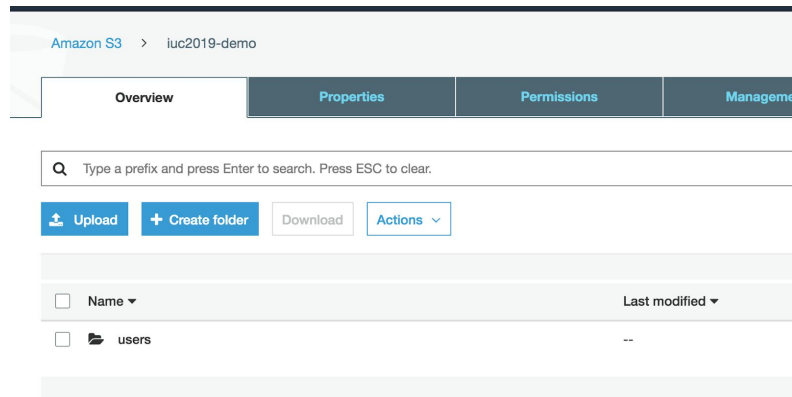 Amazon S3 > iuc2019-demo
Overview Properties Permissions
Type a prefix and press Enter to search. Press ESC to clear.
Upload + Create folder Download Actions
Name Last modified
users --